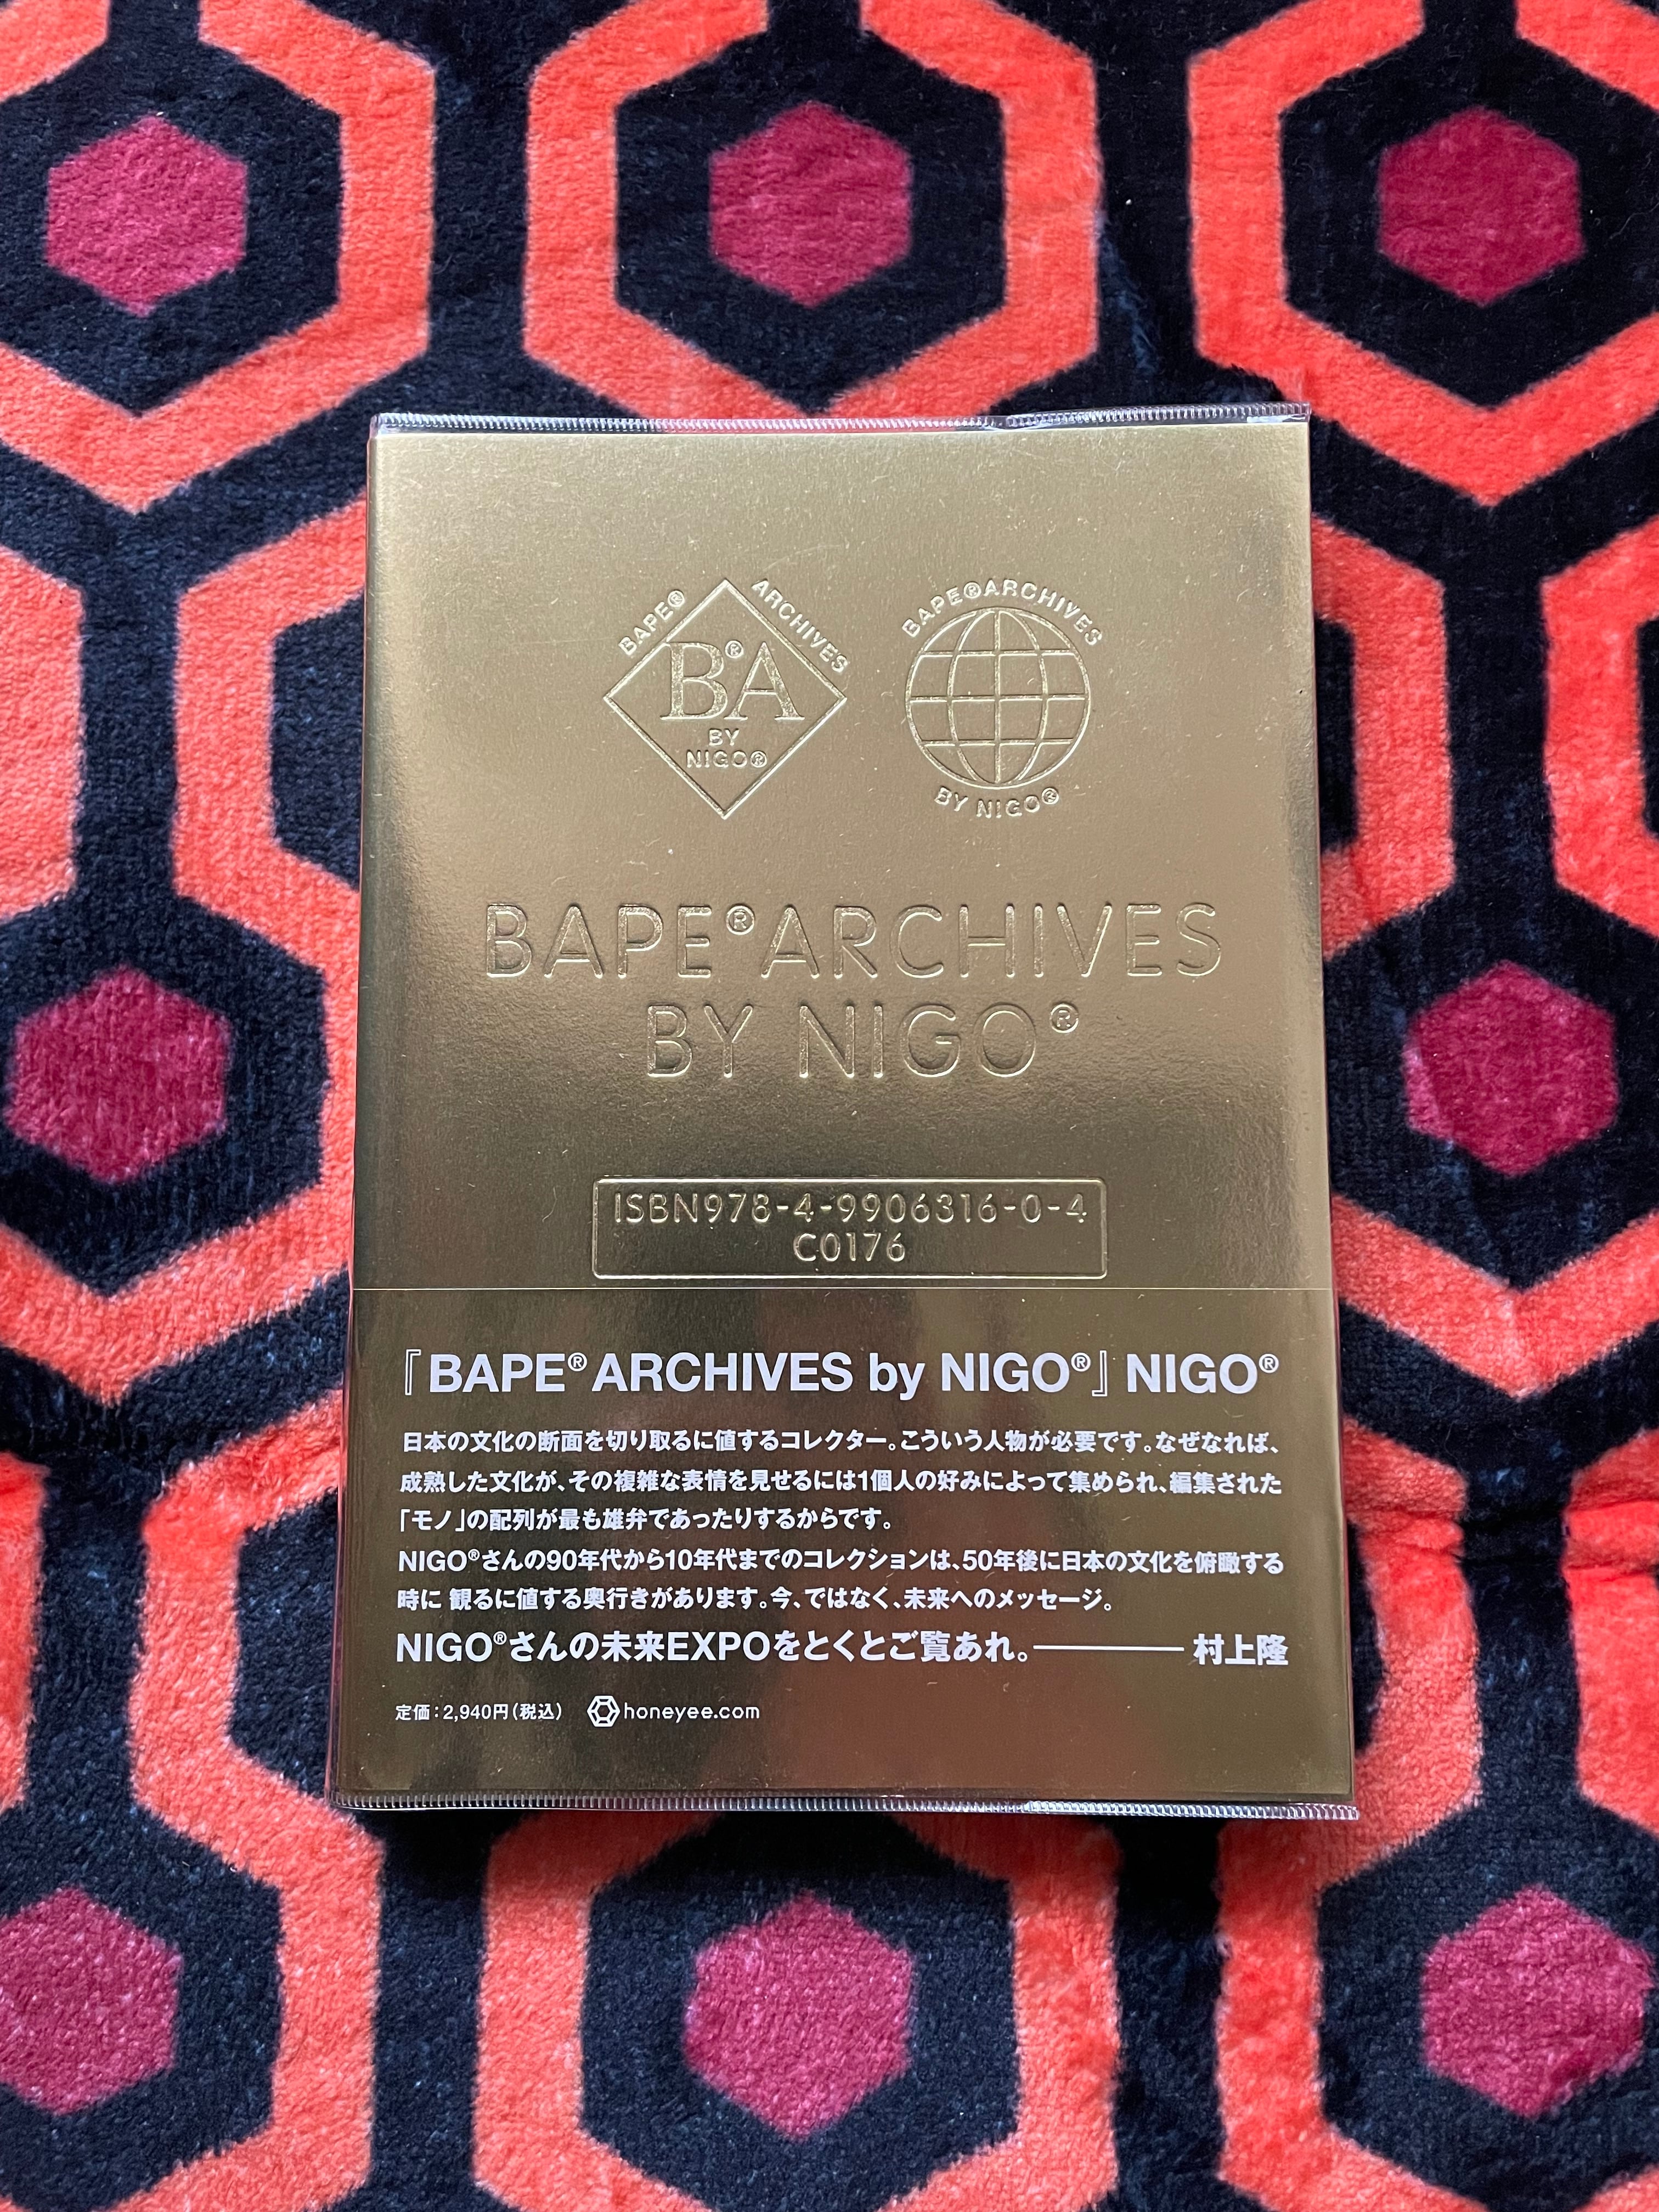 BAPE® ARCHIVES
B®A
BY
NIGO®
BAPE®ARCHIVES
BY NIGO®
BAPE®ARCHIVES
BY NIGO®
ISBN978-4-9906316-0-4
C0176
『BAPE®ARCHIVES by NIGO®』NIGO®
日本の文化の断面を切り取るに値するコレクター。こういう人物が必要です。なぜなれば、
成熟した文化が、その複雑な表情を見せるには1個人の好みによって集められ、編集された
「モノ」の配列が最も雄弁であったりするからです。
NIGO®さんの90年代から10年代までのコレクションは、50年後に日本の文化を俯瞰する
時に 観るに値する奥行きがあります。今、ではなく、未来へのメッセージ。
NIGO®さんの未来EXPOをとくとご覧あれ。――――村上隆
定価：2,940円(税込) honeyee.com